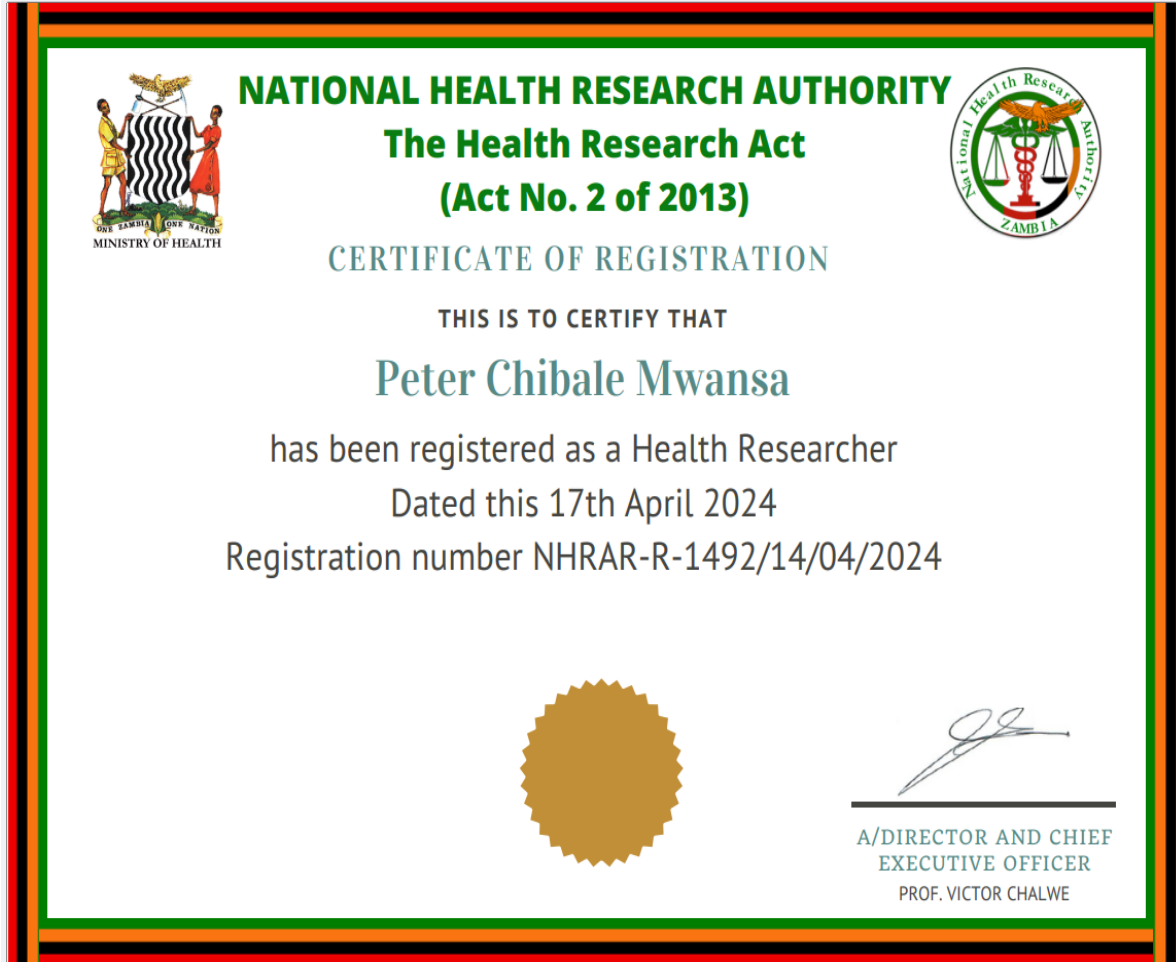 NATIONAL HEALTH RESEARCH AUTHORITY
The Health Research Act
(Act No. 2 of 2013)
ONE ZAMBIA ONE NATION
MINISTRY OF HEALTH
National Health Research Authority
ZAMBIA
CERTIFICATE OF REGISTRATION
THIS IS TO CERTIFY THAT
Peter Chibale Mwansa
has been registered as a Health Researcher
Dated this 17th April 2024
Registration number NHRAR-R-1492/14/04/2024
A/DIRECTOR AND CHIEF
EXECUTIVE OFFICER
PROF. VICTOR CHALWE